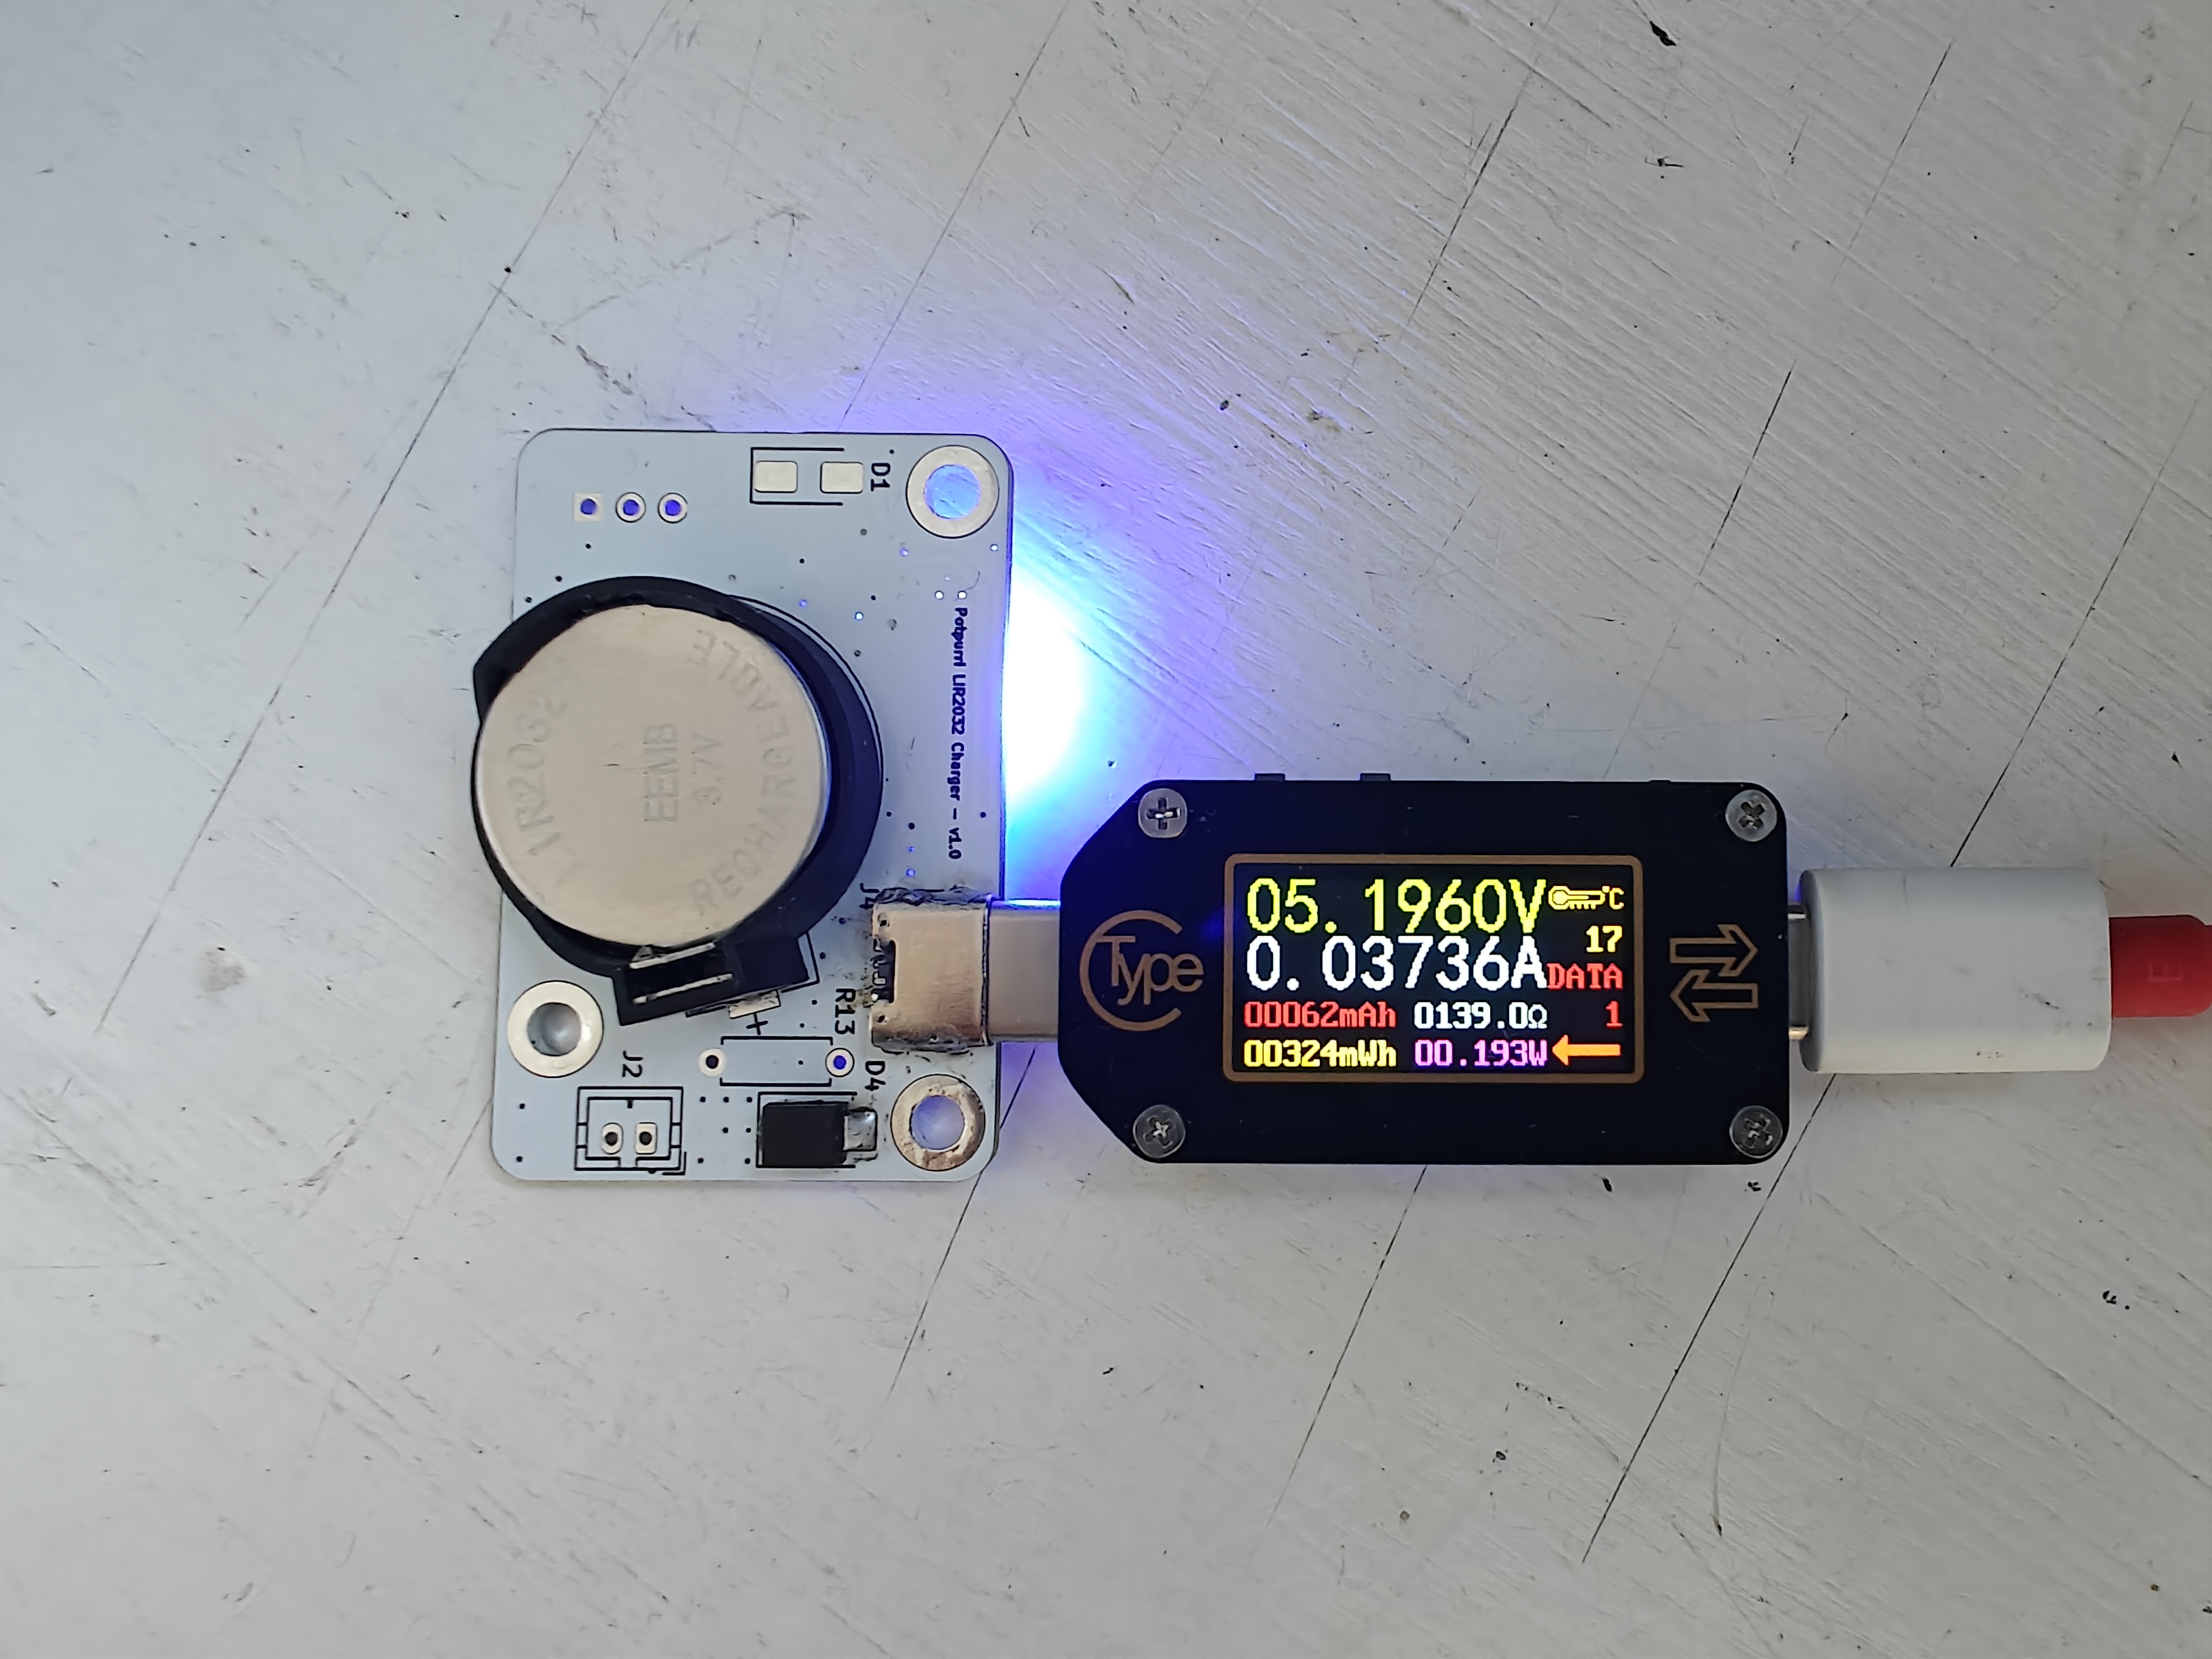 D1
Potpurri LIR2032 Charger - v1.0
LIR2032
EEMB
3.7V
RECHARGEABLE
J4
R13
+
D4
J2
Type
05.1960V °C
0.03736A 17
DATA
00062mAh 0139.0Ω 1
00324mWh 00.193W